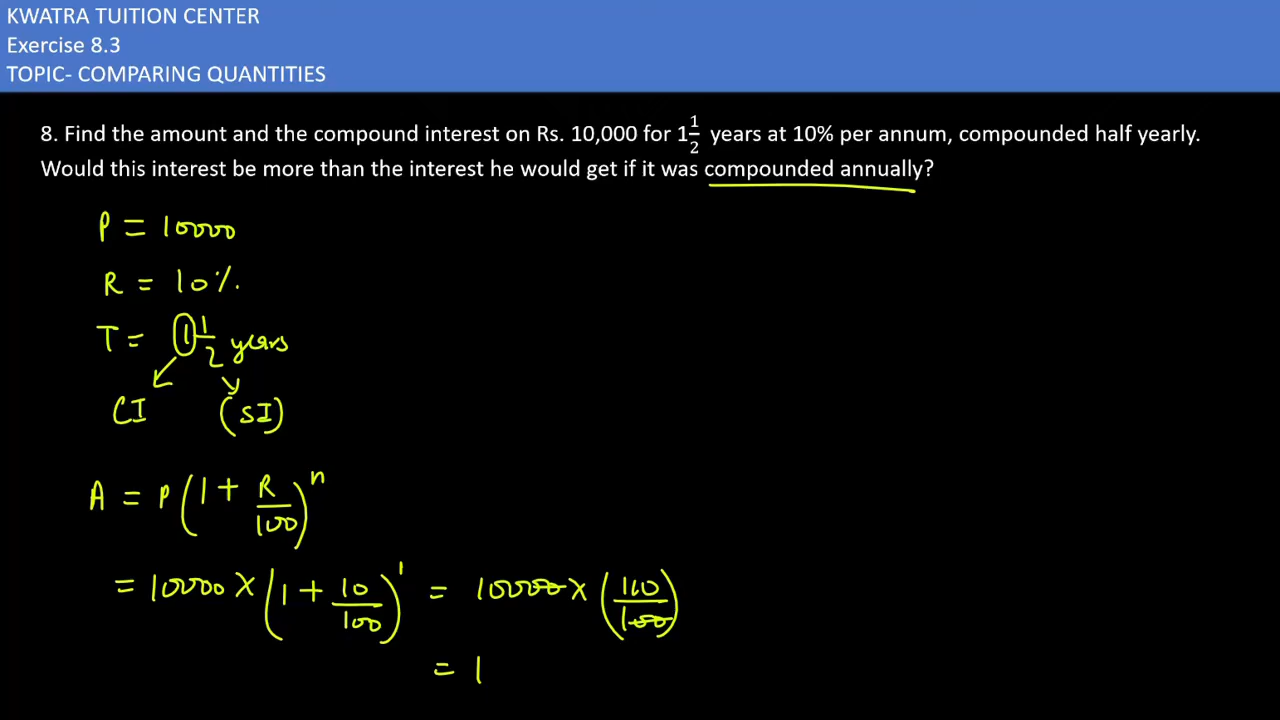 KWATRA TUITION CENTER
Exercise 8.3
TOPIC- COMPARING QUANTITIES
8. Find the amount and the compound interest on Rs. 10,000 for 1 1/2 years at 10% per annum, compounded half yearly.
Would this interest be more than the interest he would get if it was compounded annually?
P = 10000
R = 10%.
T = 1 1/2 years
CI (SI)
A = P(1 + R/100)^n
= 10000 × (1 + 10/100)^1 = 10000 × (110/100)
= 1